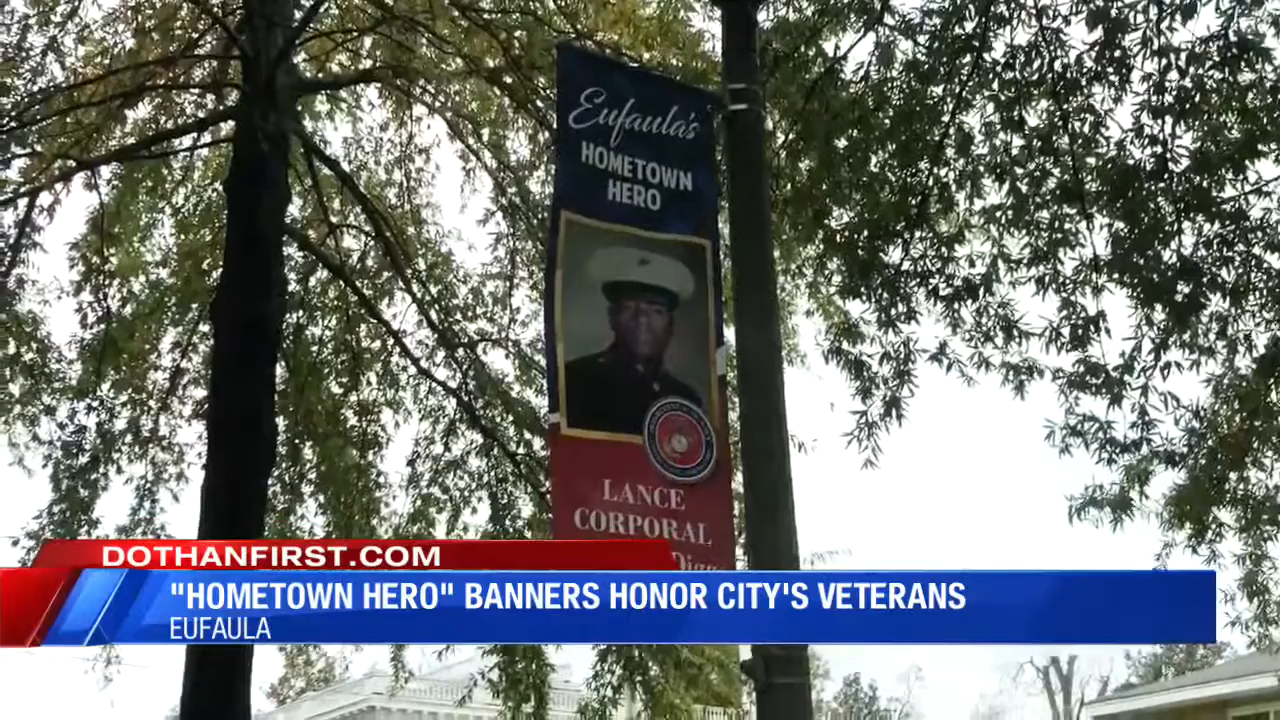 Eufaula's
HOMETOWN
HERO
LANCE
CORPORAL
DOTHANFIRST.COM
"HOMETOWN HERO" BANNERS HONOR CITY'S VETERANS
EUFAULA